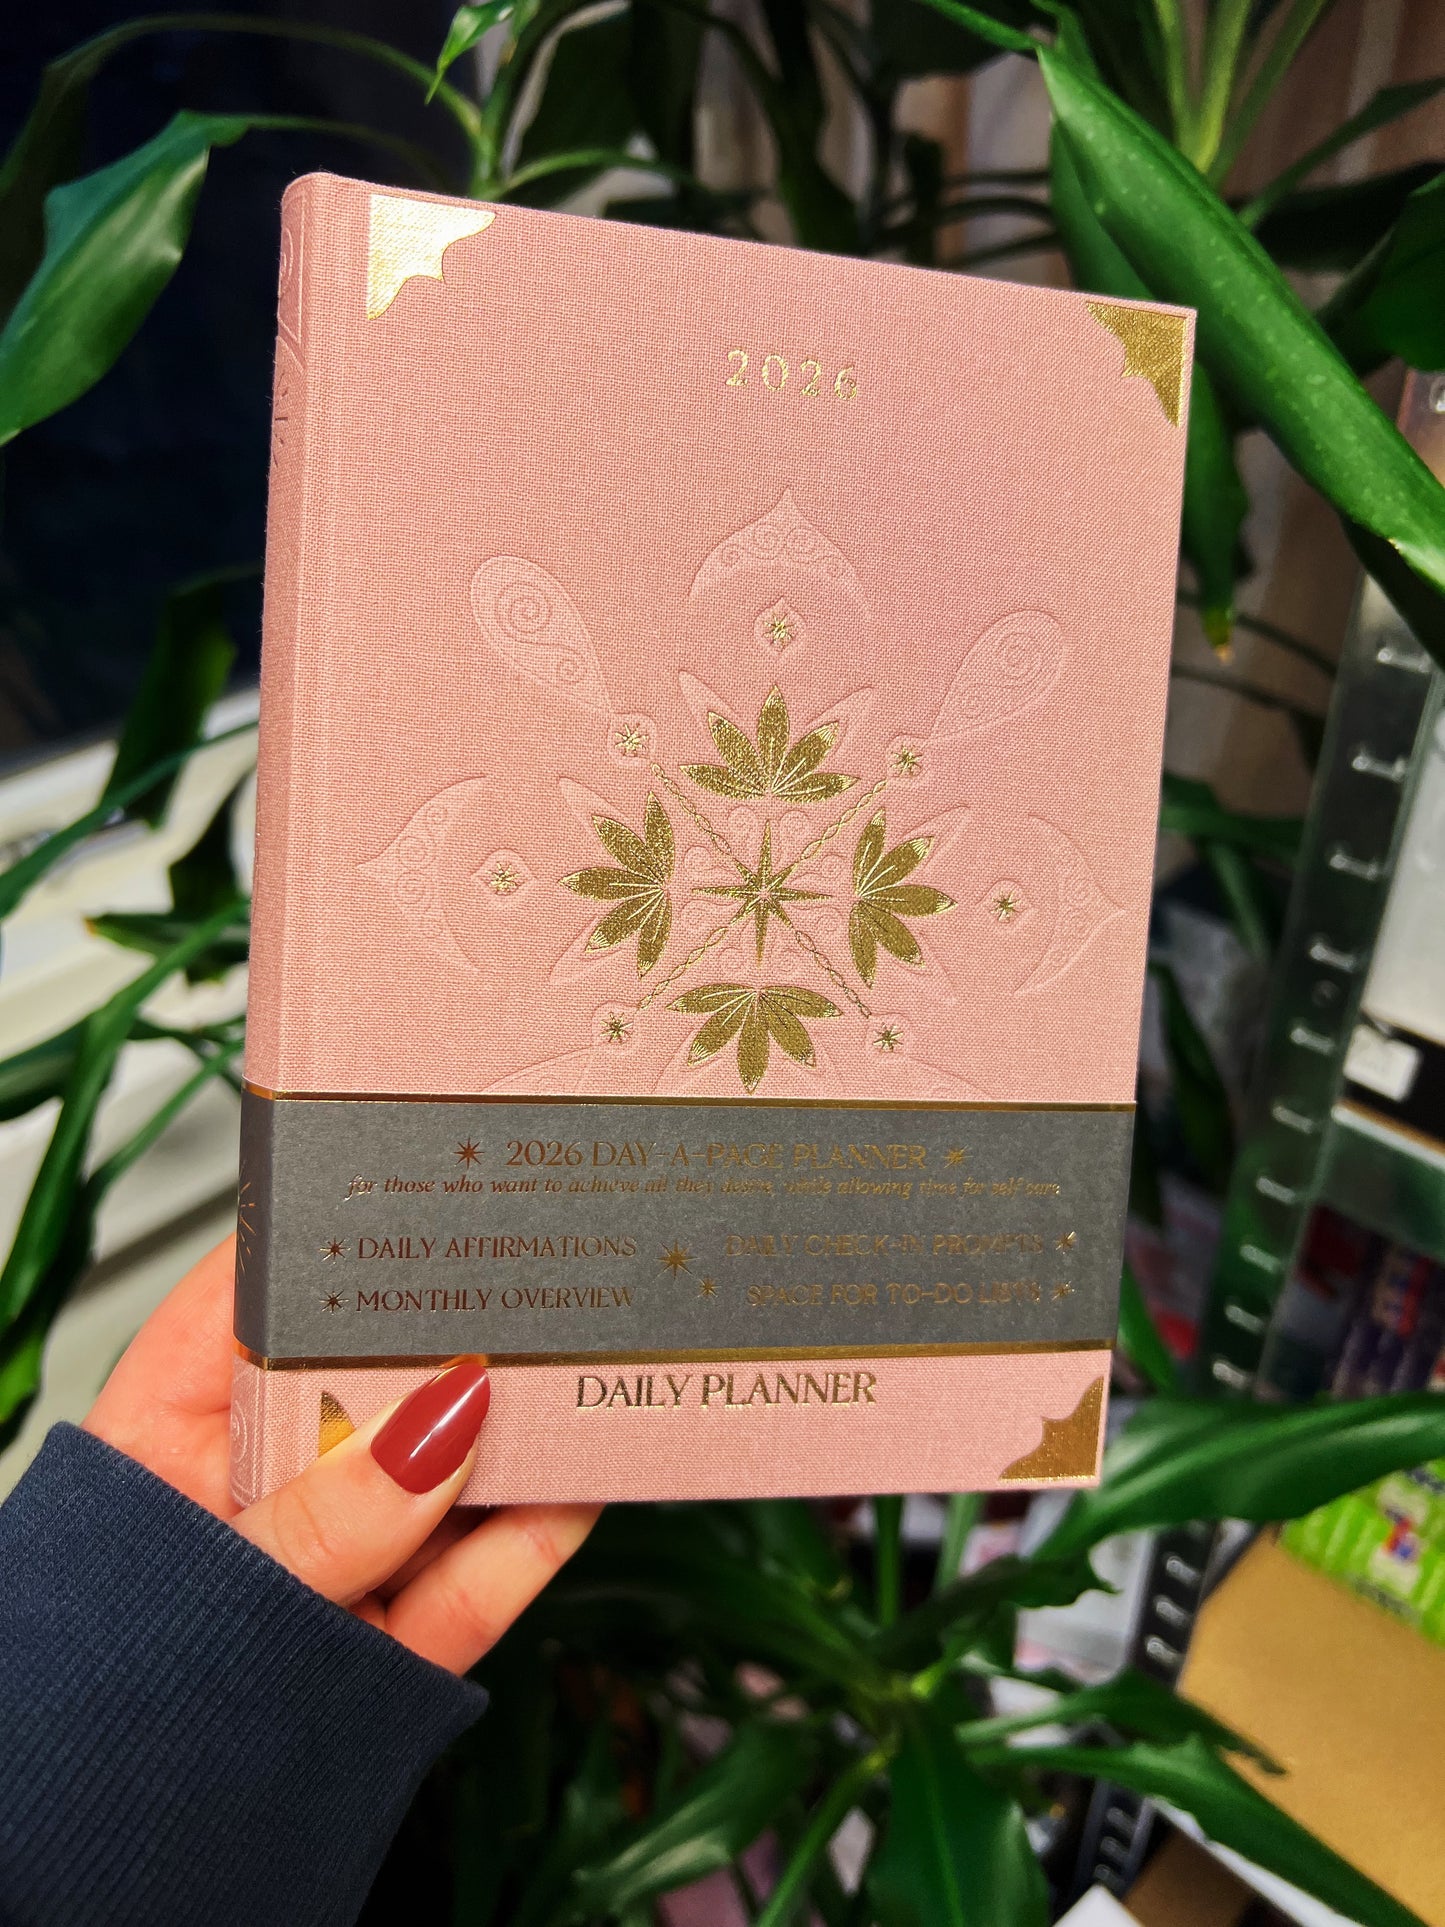 2026
2026 DAY-A-PAGE PLANNER
for those who want to achieve all they desire, while allowing time for self care
DAILY AFFIRMATIONS
DAILY CHECK-IN PROMPTS
MONTHLY OVERVIEW
SPACE FOR TO-DO LISTS
DAILY PLANNER